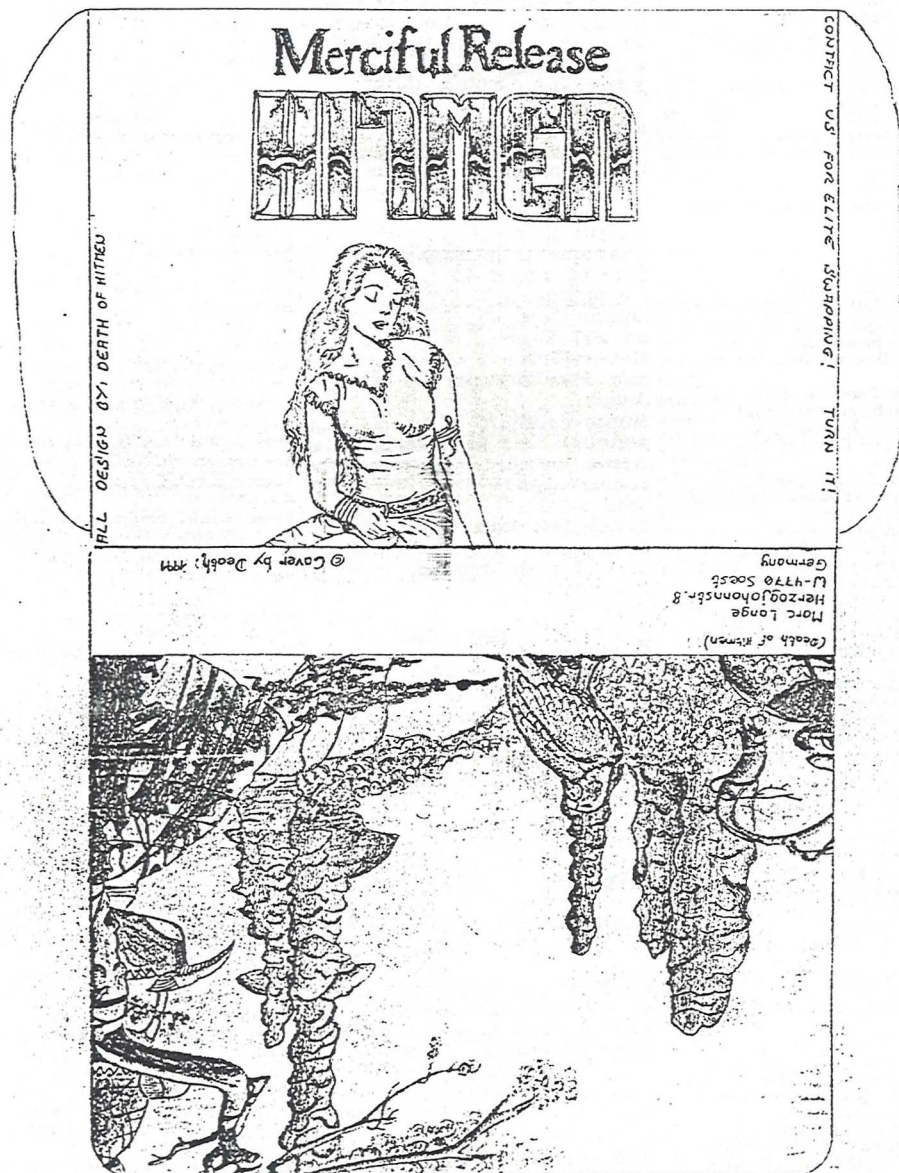 Merciful Release
HITMEN
CONTACT US FOR ELITE SWAPPING! TURN IT!
ALL DESIGN BY: DEATH OF HITMEN
© Cover by Death; 1991
(Death of Hitmen)
Marc Lange
Herzogjohannstr.8
W-4770 Soest
Germany